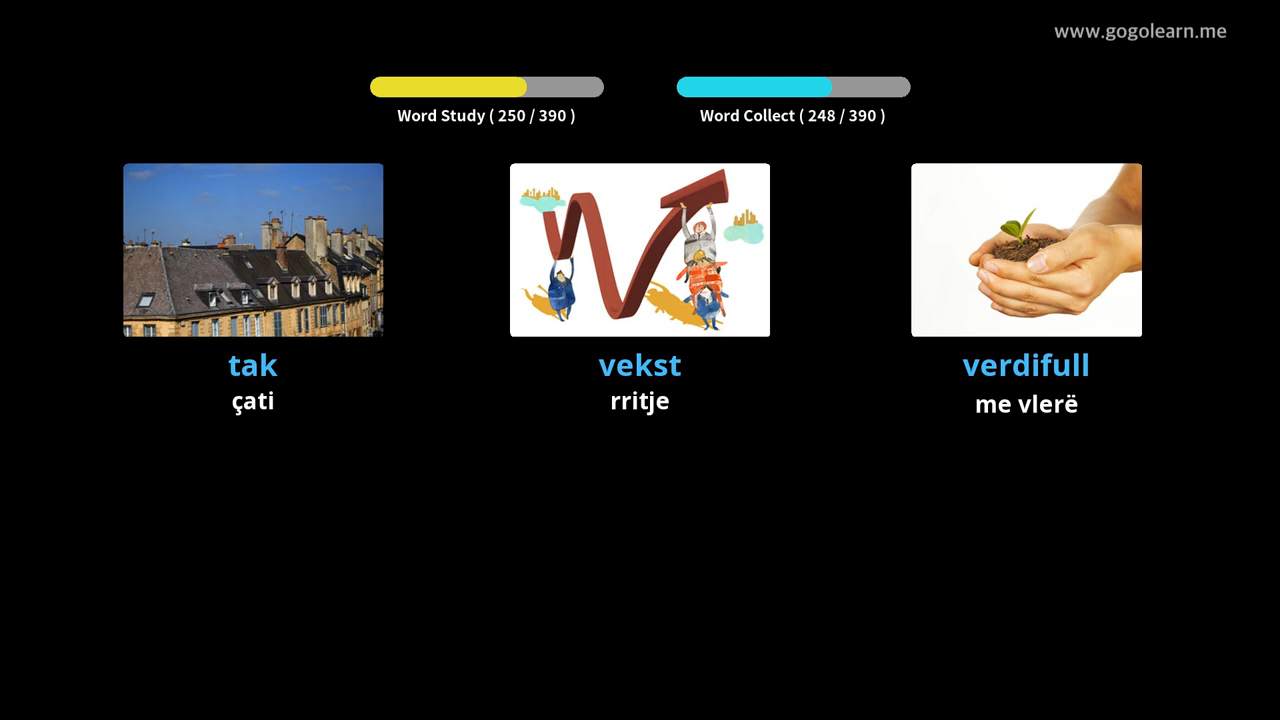 www.gogolearn.me
Word Study ( 250 / 390 )
Word Collect ( 248 / 390 )
tak
çati
vekst
rritje
verdifull
me vlerë